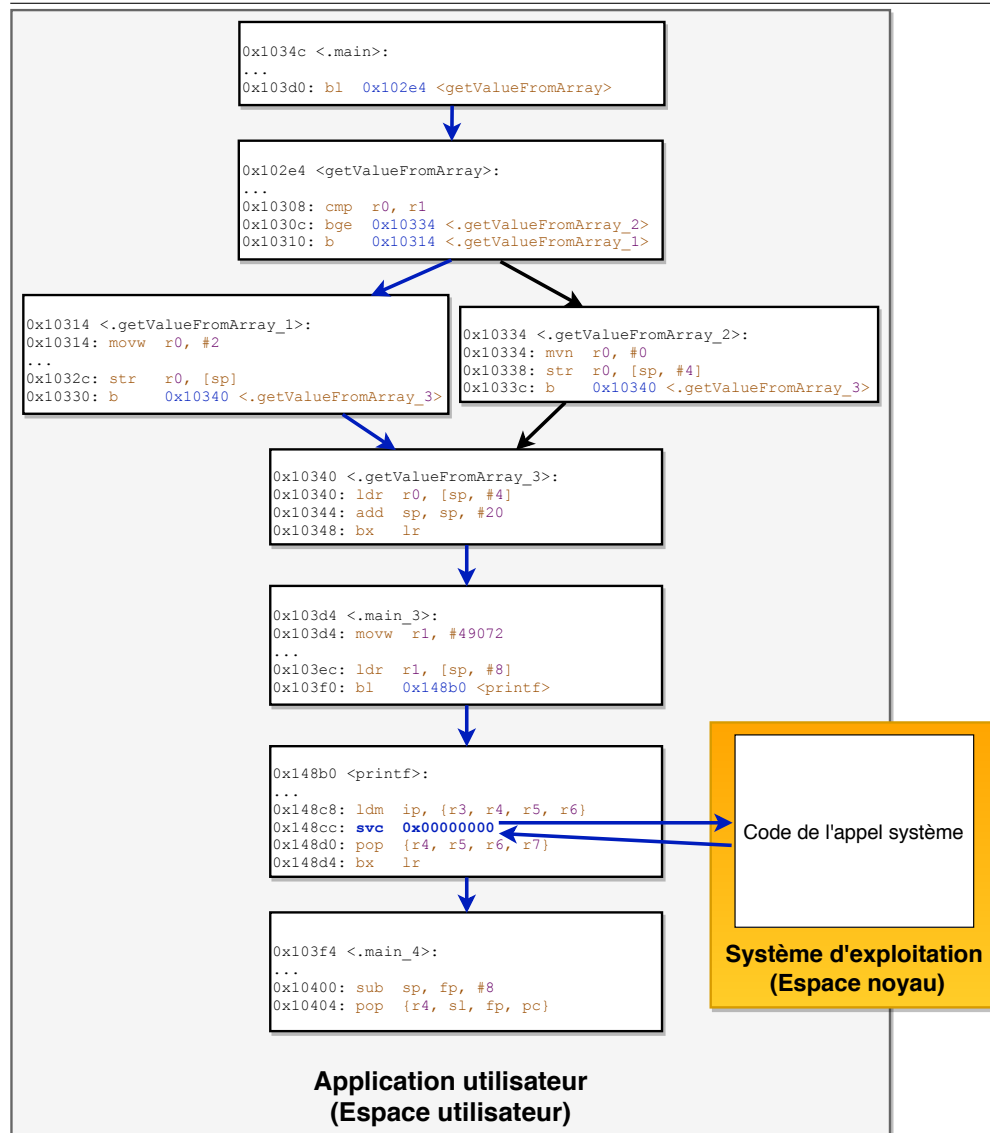 0x1034c <.main>:
...
0x103d0: bl 0x102e4 <getValueFromArray>
0x102e4 <getValueFromArray>:
...
0x10308: cmp r0, r1
0x1030c: bge 0x10334 <.getValueFromArray_2>
0x10310: b 0x10314 <.getValueFromArray_1>
0x10314 <.getValueFromArray_1>:
0x10314: movw r0, #2
...
0x1032c: str r0, [sp]
0x10330: b 0x10340 <.getValueFromArray_3>
0x10334 <.getValueFromArray_2>:
0x10334: mvn r0, #0
0x10338: str r0, [sp, #4]
0x1033c: b 0x10340 <.getValueFromArray_3>
0x10340 <.getValueFromArray_3>:
0x10340: ldr r0, [sp, #4]
0x10344: add sp, sp, #20
0x10348: bx lr
0x103d4 <.main_3>:
0x103d4: movw r1, #49072
...
0x103ec: ldr r1, [sp, #8]
0x103f0: bl 0x148b0 <printf>
0x148b0 <printf>:
...
0x148c8: ldm ip, {r3, r4, r5, r6}
0x148cc: svc 0x00000000
0x148d0: pop {r4, r5, r6, r7}
0x148d4: bx lr
Code de l'appel système
Système d'exploitation
(Espace noyau)
0x103f4 <.main_4>:
...
0x10400: sub sp, fp, #8
0x10404: pop {r4, sl, fp, pc}
Application utilisateur
(Espace utilisateur)